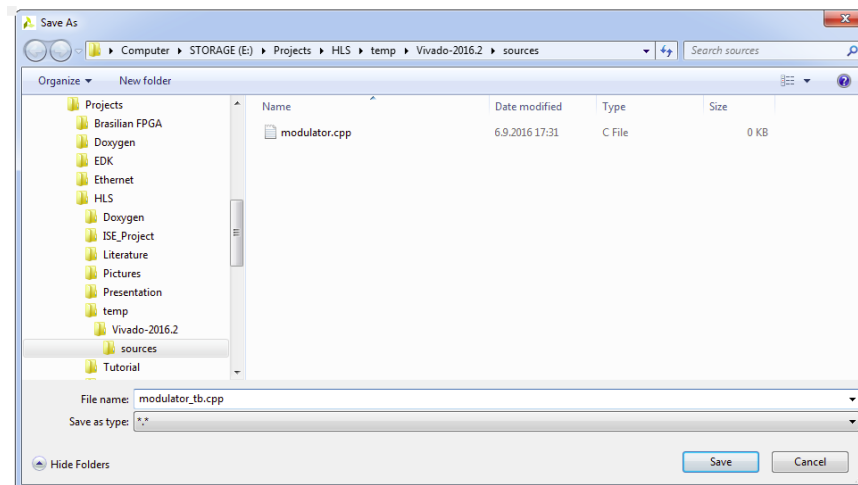 Save As
Computer ▸ STORAGE (E:) ▸ Projects ▸ HLS ▸ temp ▸ Vivado-2016.2 ▸ sources
Search sources
Organize
New folder
Projects
Brasilian FPGA
Doxygen
EDK
Ethernet
HLS
Doxygen
ISE_Project
Literature
Pictures
Presentation
temp
Vivado-2016.2
sources
Tutorial
Name Date modified Type Size
modulator.cpp 6.9.2016 17:31 C File 0 KB
File name: modulator_tb.cpp
Save as type: *.*
Hide Folders
Save
Cancel